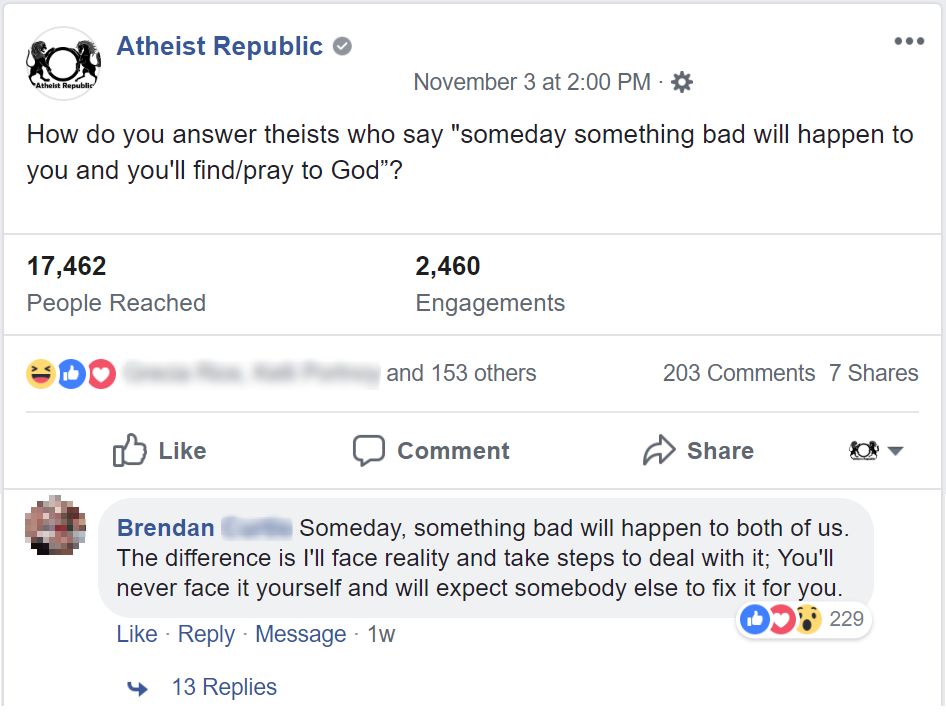 Atheist Republic
Atheist Republic
November 3 at 2:00 PM ·
How do you answer theists who say "someday something bad will happen to
you and you'll find/pray to God”?
17,462 2,460
People Reached Engagements
and 153 others 203 Comments 7 Shares
Like Comment Share
Brendan Someday, something bad will happen to both of us.
The difference is I'll face reality and take steps to deal with it; You'll
never face it yourself and will expect somebody else to fix it for you.
229
Like · Reply · Message · 1w
13 Replies